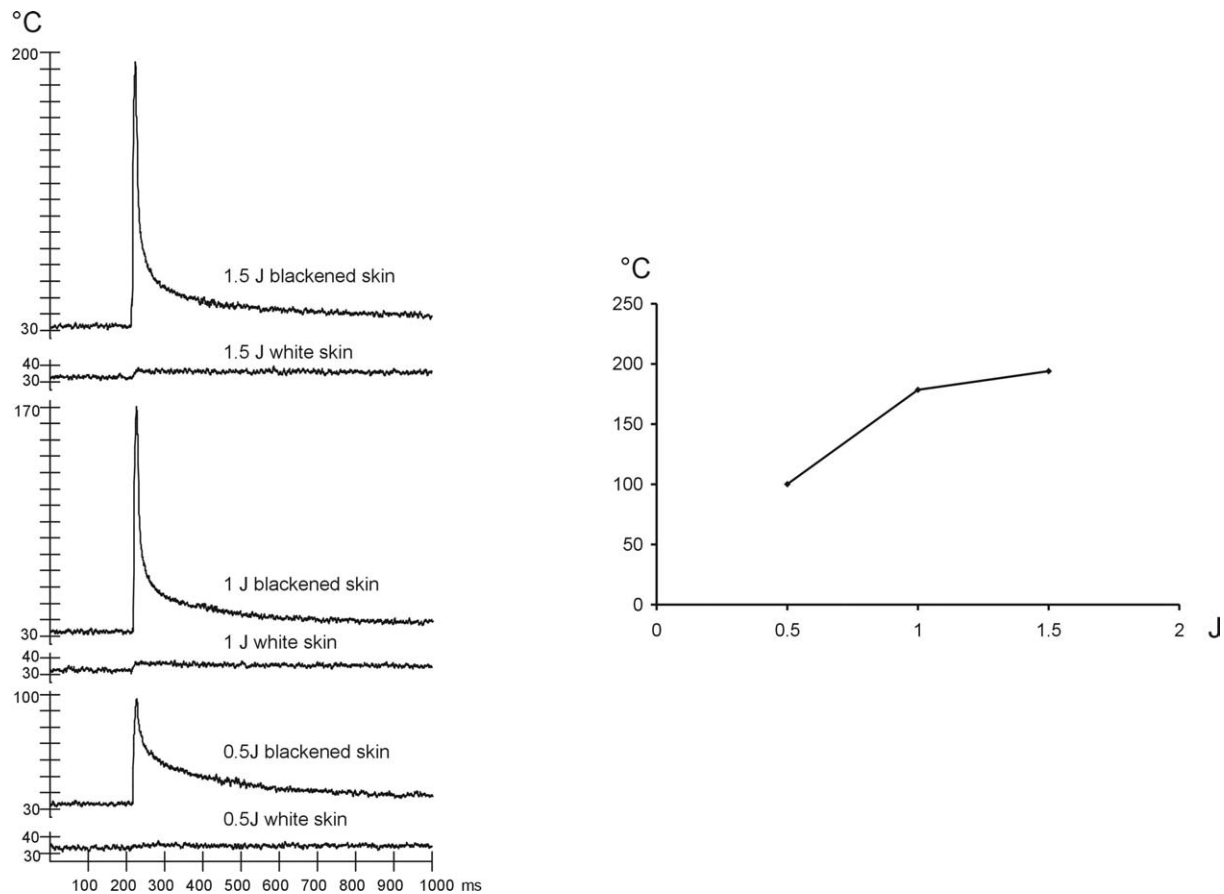 °C
200
1.5 J blackened skin
30
1.5 J white skin
40
30
170
1 J blackened skin
30
1 J white skin
40
30
100
0.5J blackened skin
30
0.5J white skin
40
30
100 200 300 400 500 600 700 800 900 1000 ms
°C
250
200
150
100
50
0
0 0.5 1 1.5 2 J